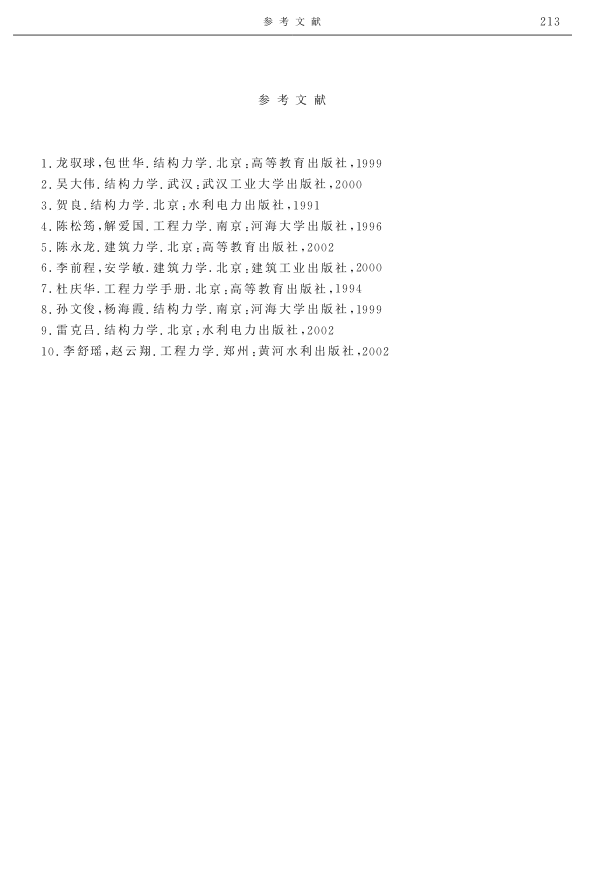 参考文献 213
参考文献
1. 龙驭球,包世华.结构力学.北京:高等教育出版社,1999
2. 吴大伟.结构力学.武汉:武汉工业大学出版社,2000
3. 贺良.结构力学.北京:水利电力出版社,1991
4. 陈松筠,解爱国.工程力学.南京:河海大学出版社,1996
5. 陈永龙.建筑力学.北京:高等教育出版社,2002
6. 李前程,安学敏.建筑力学.北京:建筑工业出版社,2000
7. 杜庆华.工程力学手册.北京:高等教育出版社,1994
8. 孙文俊,杨海霞.结构力学.南京:河海大学出版社,1999
9. 雷克吕.结构力学.北京:水利电力出版社,2002
10. 李舒瑶,赵云翔.工程力学.郑州:黄河水利出版社,2002